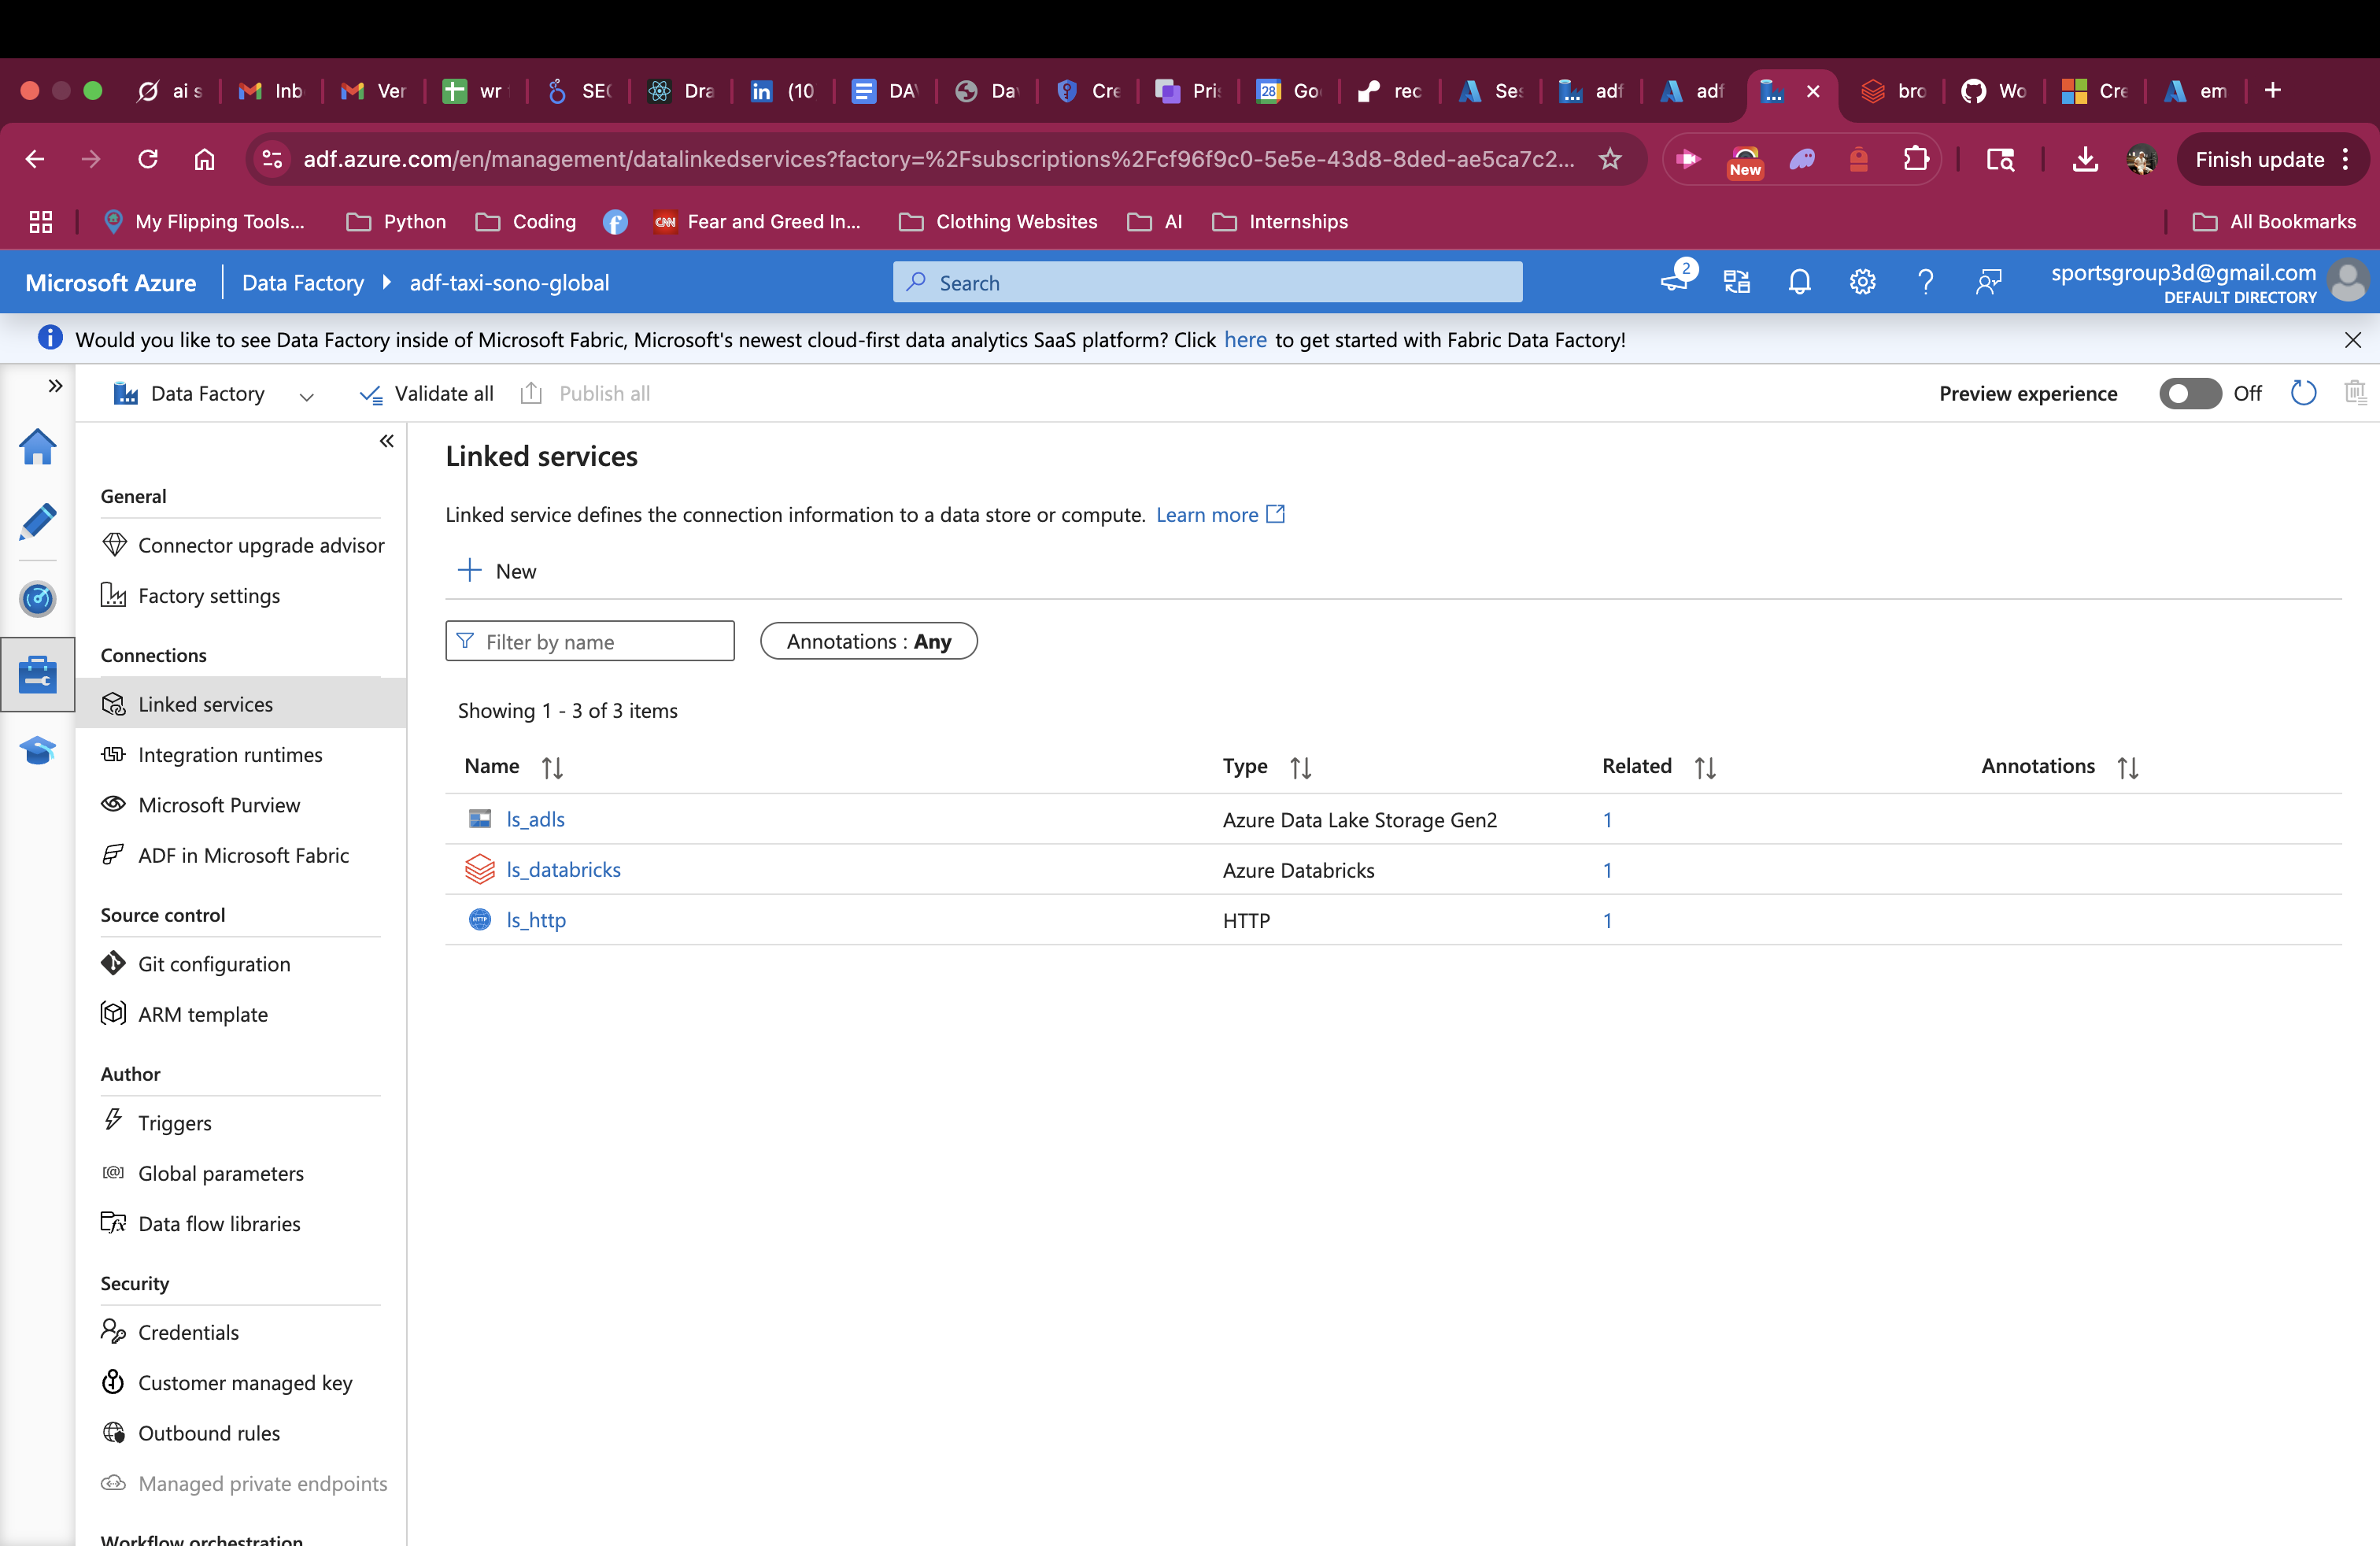 ai s
Inb
Ver
wr
SEC
Dra
in (10
DA
Da
Cre
Pris
28 Go
rec
Ses
adf
adf
bro
Wo
Cre
em
adf.azure.com/en/management/datalinkedservices?factory=%2Fsubscriptions%2Fcf96f9c0-5e5e-43d8-8ded-ae5ca7c2...
New
Finish update
My Flipping Tools...
Python
Coding
CNN Fear and Greed In...
Clothing Websites
AI
Internships
All Bookmarks
Microsoft Azure
Data Factory
adf-taxi-sono-global
Search
2
sportsgroup3d@gmail.com
DEFAULT DIRECTORY
Would you like to see Data Factory inside of Microsoft Fabric, Microsoft's newest cloud-first data analytics SaaS platform? Click here to get started with Fabric Data Factory!
Data Factory
Validate all
Publish all
Preview experience
Off
General
Connector upgrade advisor
Factory settings
Connections
Linked services
Integration runtimes
Microsoft Purview
ADF in Microsoft Fabric
Source control
Git configuration
ARM template
Author
Triggers
Global parameters
Data flow libraries
Security
Credentials
Customer managed key
Outbound rules
Managed private endpoints
Workflow orchestration
Linked services
Linked service defines the connection information to a data store or compute. Learn more
New
Filter by name
Annotations : Any
Showing 1 - 3 of 3 items
Name Type Related Annotations
ls_adls Azure Data Lake Storage Gen2 1
ls_databricks Azure Databricks 1
HTTP ls_http HTTP 1